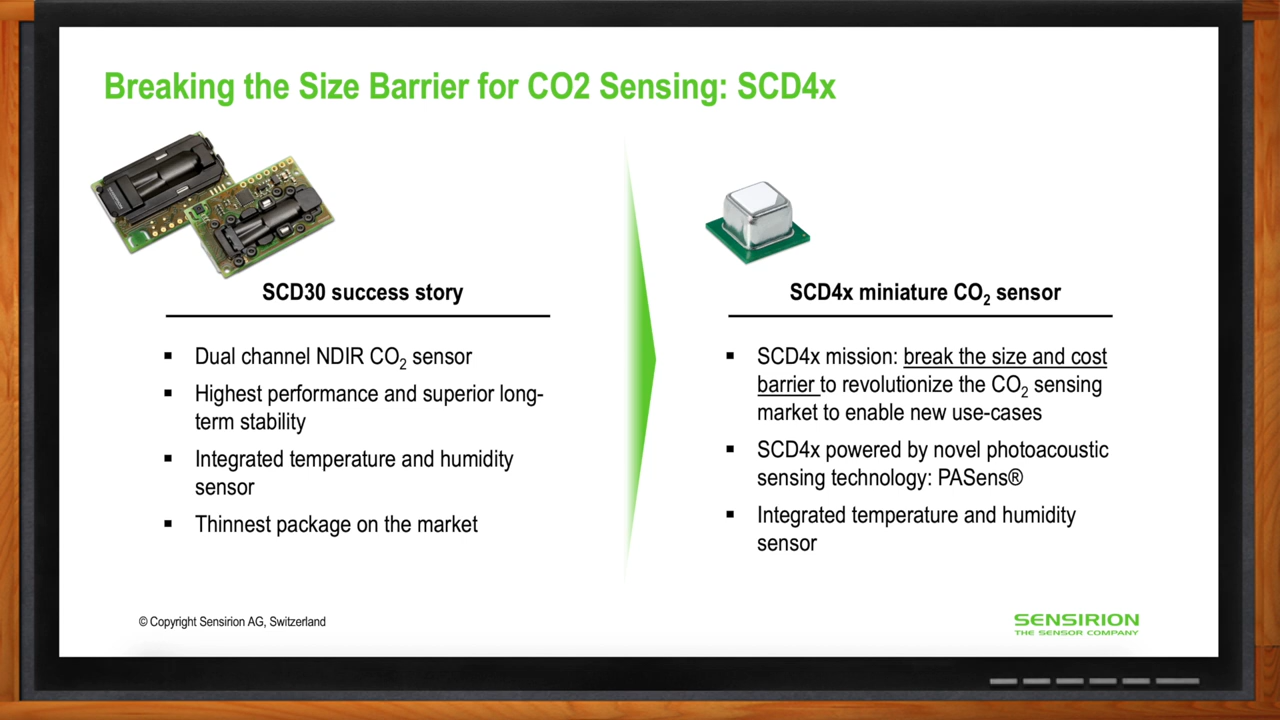 Breaking the Size Barrier for CO2 Sensing: SCD4x
SCD30 success story
▪ Dual channel NDIR CO₂ sensor
▪ Highest performance and superior long-
term stability
▪ Integrated temperature and humidity
sensor
▪ Thinnest package on the market
SCD4x miniature CO₂ sensor
▪ SCD4x mission: break the size and cost
barrier to revolutionize the CO₂ sensing
market to enable new use-cases
▪ SCD4x powered by novel photoacoustic
sensing technology: PASens®
▪ Integrated temperature and humidity
sensor
© Copyright Sensirion AG, Switzerland
SENSIRION
THE SENSOR COMPANY